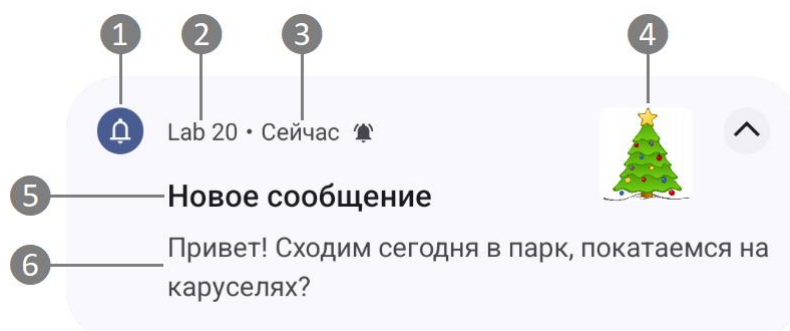 1 2 3 4
Lab 20 • Сейчас
5 Новое сообщение
6 Привет! Сходим сегодня в парк, покатаемся на
каруселях?